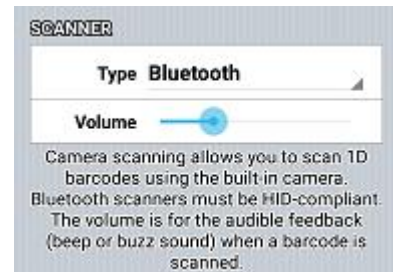 SCANNER
Type Bluetooth
Volume
Camera scanning allows you to scan 1D
barcodes using the built-in camera.
Bluetooth scanners must be HID-compliant.
The volume is for the audible feedback
(beep or buzz sound) when a barcode is
scanned.